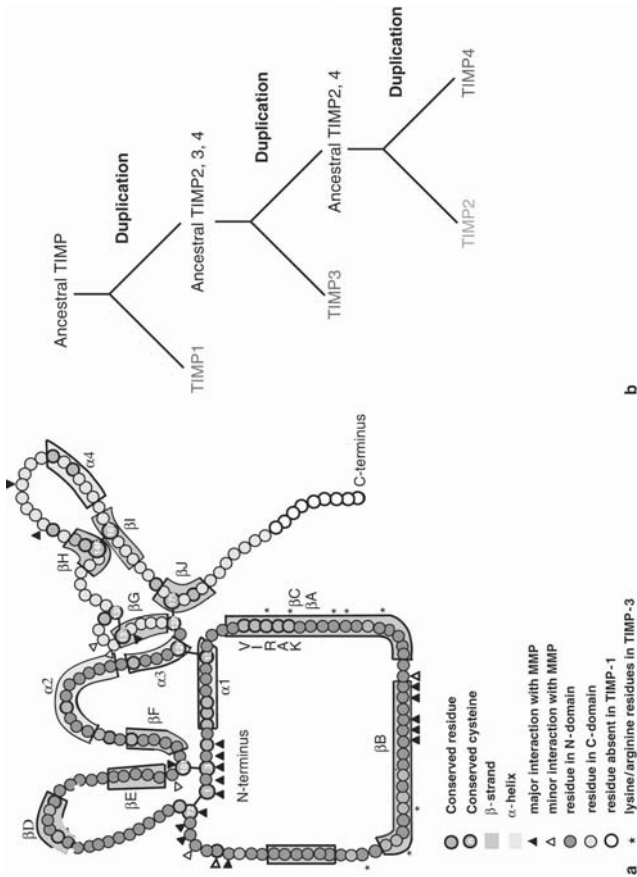 α4
βH
βI
α2
βG
βJ
α3
C-terminus
βD
βF
βE
α1
N-terminus
V
I
R
A
K
βC
βA
βB
Conserved residue
Conserved cysteine
β-strand
α-helix
major interaction with MMP
minor interaction with MMP
residue in N-domain
residue in C-domain
residue absent in TIMP-1
* lysine/arginine residues in TIMP-3
a
Ancestral TIMP
Duplication
TIMP1
Ancestral TIMP2, 3, 4
Duplication
TIMP3
Ancestral TIMP2, 4
Duplication
TIMP2
TIMP4
b